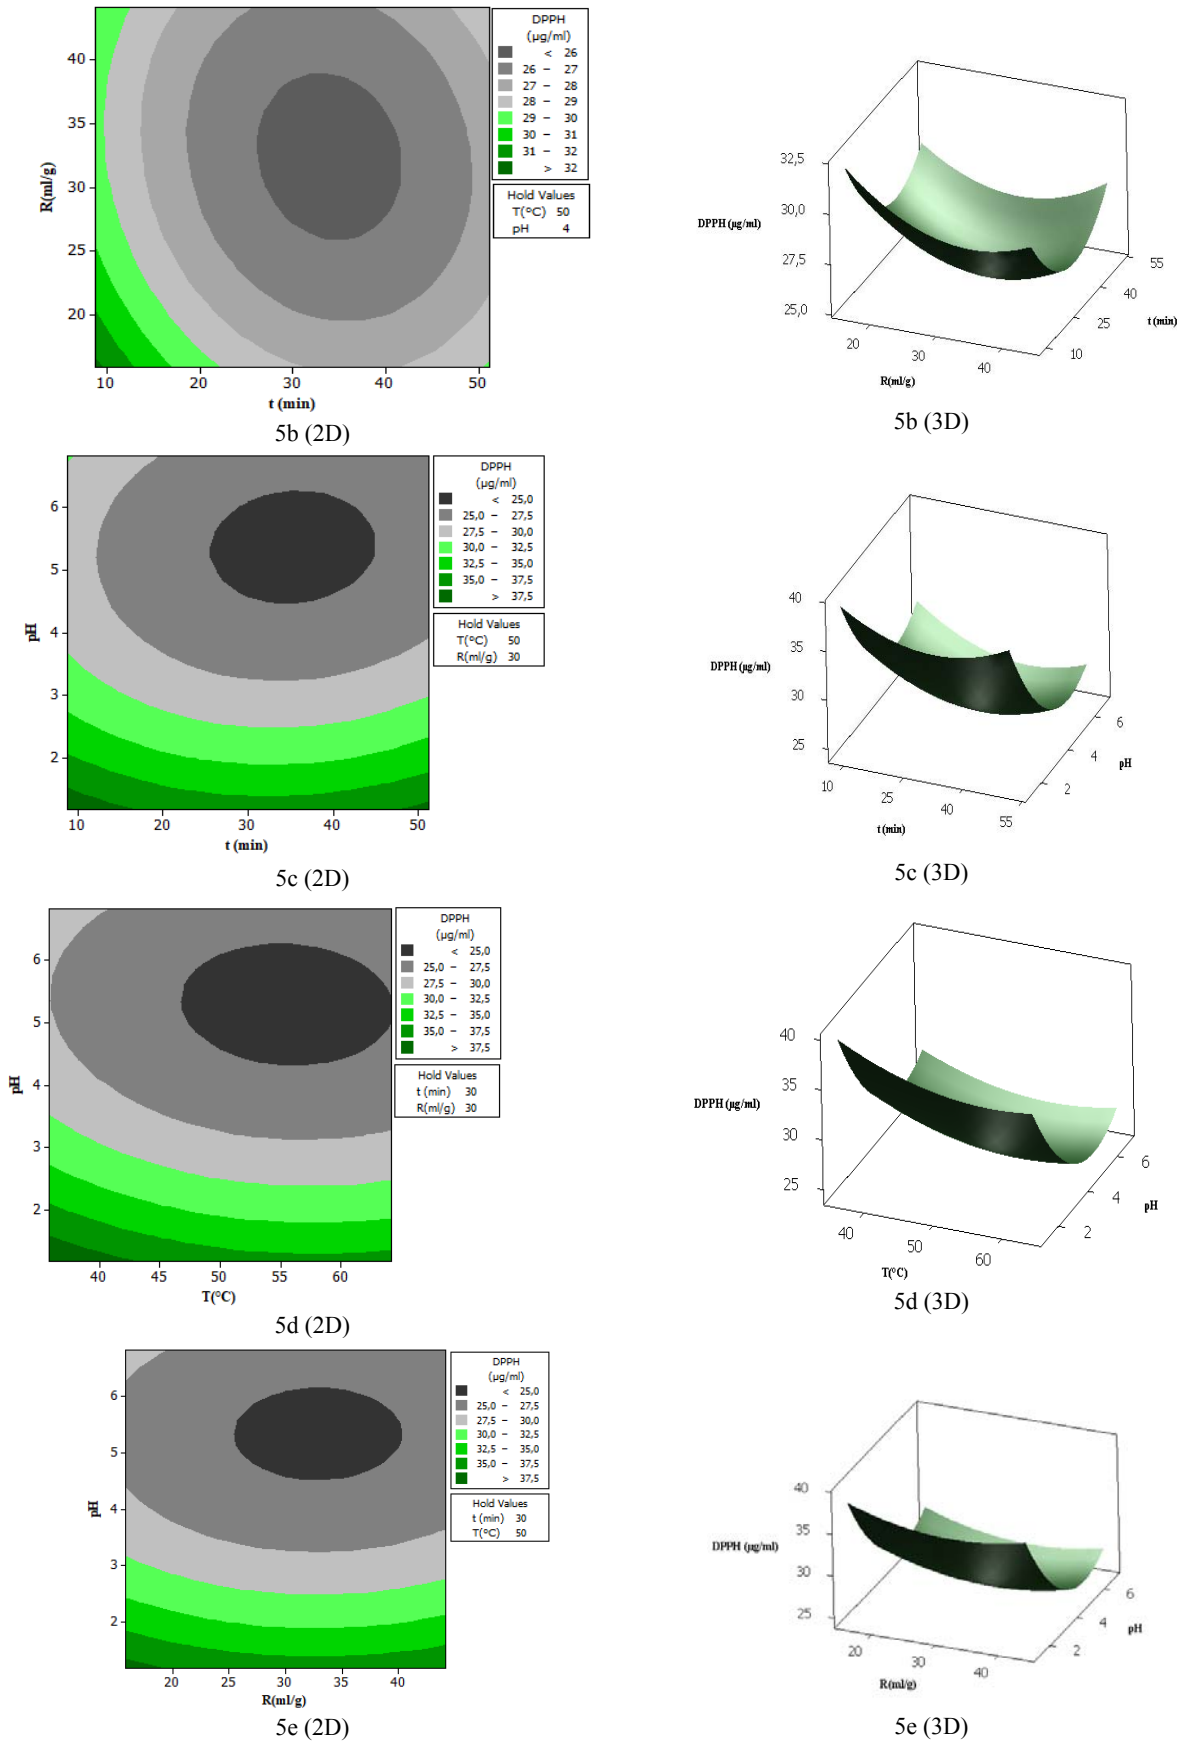 DPPH
(µg/ml)
< 26
26 – 27
27 – 28
28 – 29
29 – 30
30 – 31
31 – 32
> 32
Hold Values
T(°C) 50
pH 4
R(ml/g)
40
35
30
25
20
10 20 30 40 50
t (min)
5b (2D)
32,5
30,0
27,5
25,0
DPPH (µg/ml)
20 30 40
R(ml/g)
10 25 40 55
t (min)
5b (3D)
DPPH
(µg/ml)
< 25,0
25,0 – 27,5
27,5 – 30,0
30,0 – 32,5
32,5 – 35,0
35,0 – 37,5
> 37,5
Hold Values
T(°C) 50
R(ml/g) 30
pH
6
5
4
3
2
10 20 30 40 50
t (min)
5c (2D)
40
35
30
25
DPPH (µg/ml)
10 25 40 55
t (min)
2 4 6
pH
5c (3D)
DPPH
(µg/ml)
< 25,0
25,0 – 27,5
27,5 – 30,0
30,0 – 32,5
32,5 – 35,0
35,0 – 37,5
> 37,5
Hold Values
t (min) 30
R(ml/g) 30
pH
6
5
4
3
2
40 45 50 55 60
T(°C)
5d (2D)
40
35
30
25
DPPH (µg/ml)
40 50 60
T(°C)
2 4 6
pH
5d (3D)
DPPH
(µg/ml)
< 25,0
25,0 – 27,5
27,5 – 30,0
30,0 – 32,5
32,5 – 35,0
35,0 – 37,5
> 37,5
Hold Values
t (min) 30
T(°C) 50
pH
6
5
4
3
2
20 25 30 35 40
R(ml/g)
5e (2D)
40
35
30
25
DPPH (µg/ml)
20 30 40
R(ml/g)
2 4 6
pH
5e (3D)